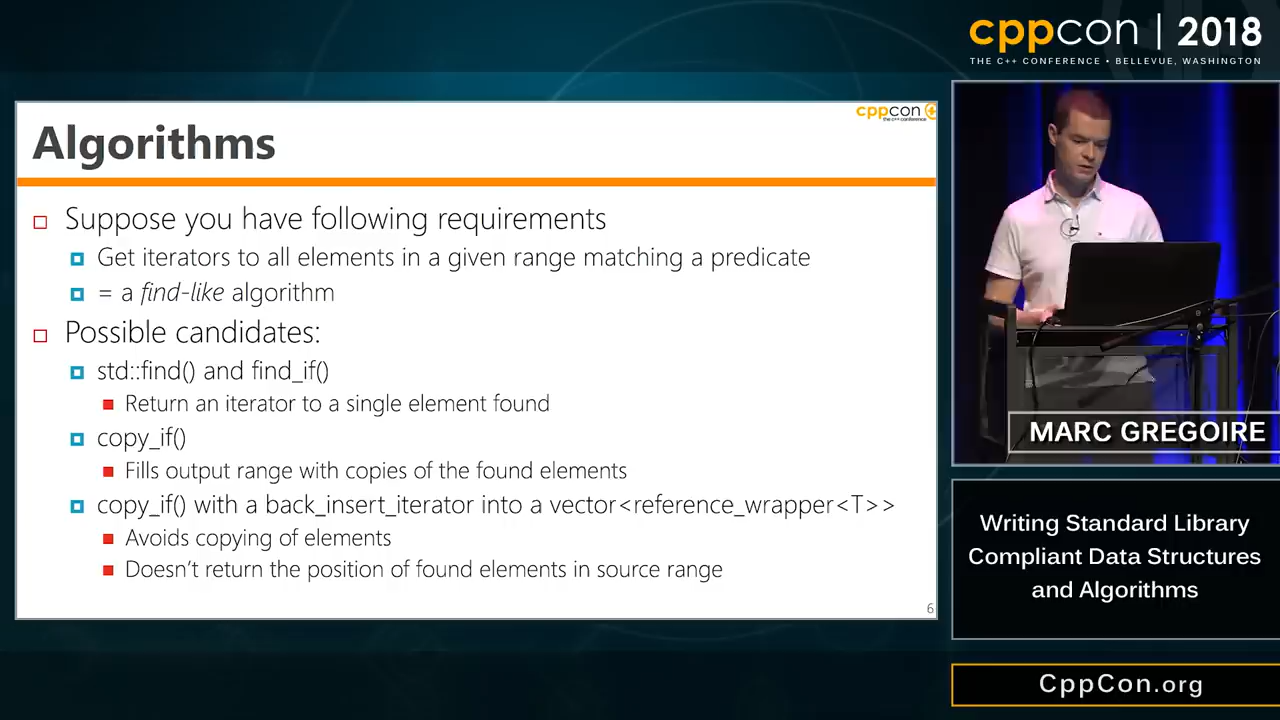 cppcon | 2018
THE C++ CONFERENCE • BELLEVUE, WASHINGTON
cppcon
the c++ conference
Algorithms
Suppose you have following requirements
Get iterators to all elements in a given range matching a predicate
= a find-like algorithm
Possible candidates:
std::find() and find_if()
Return an iterator to a single element found
copy_if()
Fills output range with copies of the found elements
copy_if() with a back_insert_iterator into a vector<reference_wrapper<T>>
Avoids copying of elements
Doesn't return the position of found elements in source range
6
MARC GREGOIRE
Writing Standard Library
Compliant Data Structures
and Algorithms
CppCon.org